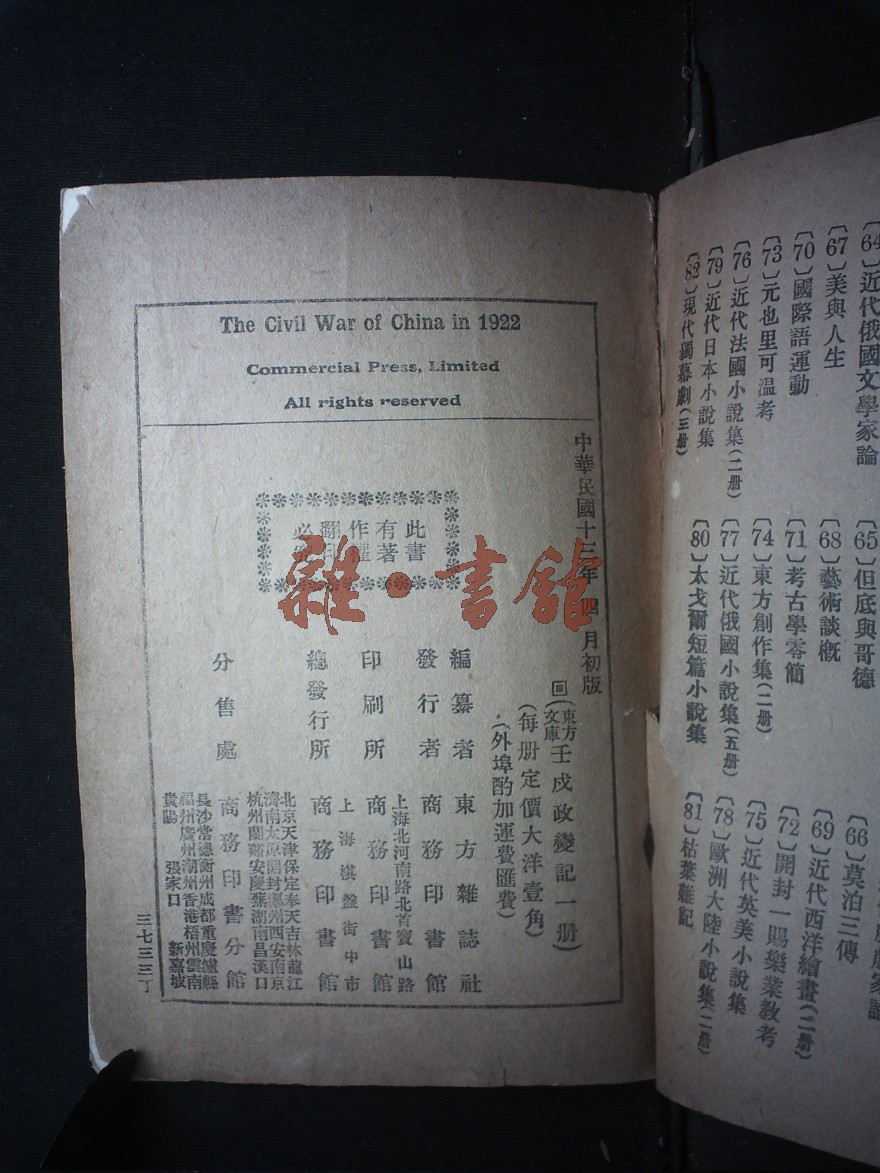 The Civil War of China in 1922
Commercial Press, Limited
All rights reserved
中華民國十三年四月初版
回(東方文庫)壬戌政變記一册)
(每册定價大洋壹角)
(外埠酌加運費匯費)
編纂者 東方雜誌社
發行者 商務印書館
上海北河南路北首寶山路
印刷所 商務印書館
上海棋盤街中市
總發行所 商務印書館
北京天津保定奉天吉林龍江
濟南太原開封鄭州西安南京
杭州蘭谿安慶蕪湖南昌漢口
分售處 商務印書分館
長沙常德衡州成都重慶瀘縣
福州廣州潮州香港梧州雲南
貴陽 張家口 新嘉坡
三七三三丁
此書
有著
作權
翻印
必
雜·書館
〔64〕近代俄國文學家論
〔65〕但底與哥德
〔66〕莫泊三傳
〔67〕美與人生
〔68〕藝術談概
〔69〕近代西洋繪畫(二册)
〔70〕國際語運動
〔71〕考古學零簡
〔72〕開封一賜樂業教考
〔73〕元也里可温考
〔74〕東方創作集(二册)
〔75〕近代英美小說集
〔76〕近代法國小說集(二册)
〔77〕近代俄國小說集(五册)
〔78〕歐洲大陸小說集(二册)
〔79〕近代日本小說集
〔80〕太戈爾短篇小說集
〔81〕枯葉雜記
〔82〕現代獨幕劇(三册)